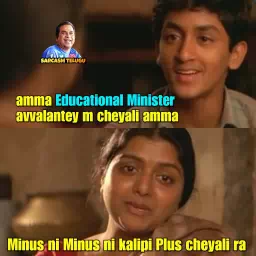 SARCASM TELUGU
amma Educational Minister
avvalantey m cheyali amma
Minus ni Minus ni kalipi Plus cheyali ra